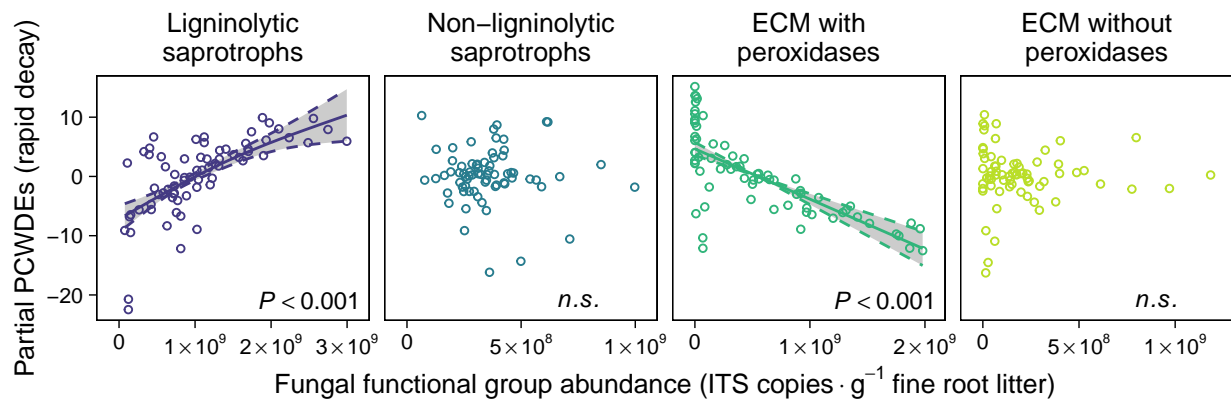 Ligninolytic
saprotrophs
Non−ligninolytic
saprotrophs
ECM with
peroxidases
ECM without
peroxidases
Partial PCWDEs (rapid decay)
10
0
−10
−20
P < 0.001
n.s.
P < 0.001
n.s.
0 1×10⁹ 2×10⁹ 3×10⁹
0 5×10⁸ 1×10⁹
0 1×10⁹ 2×10⁹
0 5×10⁸ 1×10⁹
Fungal functional group abundance (ITS copies · g⁻¹ fine root litter)